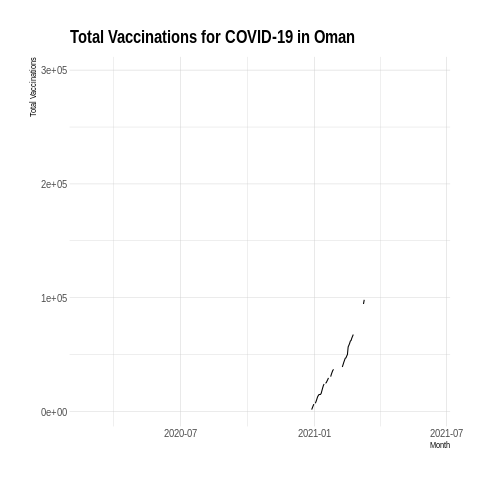 Total Vaccinations for COVID-19 in Oman
Total Vaccinations
3e+05
2e+05
1e+05
0e+00
2020-07
2021-01
2021-07
Month